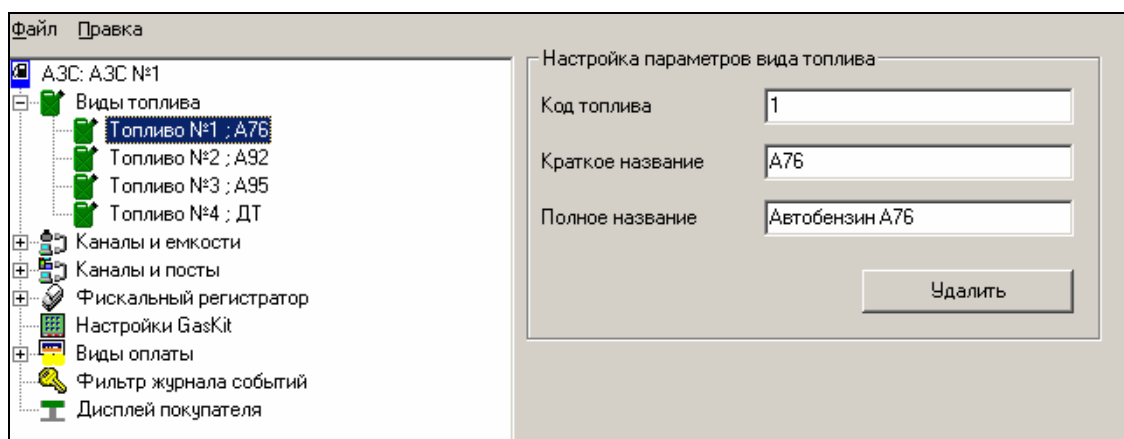 Файл Правка
АЗС: АЗС №1
Виды топлива
Топливо №1 ; А76
Топливо №2 ; А92
Топливо №3 ; А95
Топливо №4 ; ДТ
Каналы и емкости
Каналы и посты
Фискальный регистратор
Настройки GasKit
Виды оплаты
Фильтр журнала событий
Дисплей покупателя
Настройка параметров вида топлива
Код топлива 1
Краткое название А76
Полное название Автобензин А76
Удалить